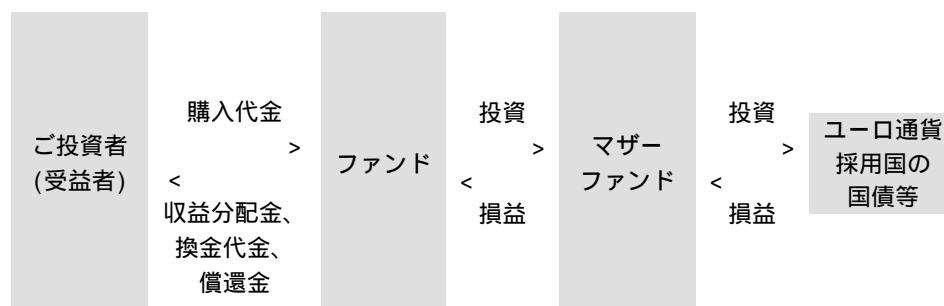 ご投資者
(受益者)
購入代金
>
<
収益分配金、
換金代金、
償還金
ファンド
投資
>
<
損益
マザー
ファンド
投資
>
<
損益
ユーロ通貨
採用国の
国債等